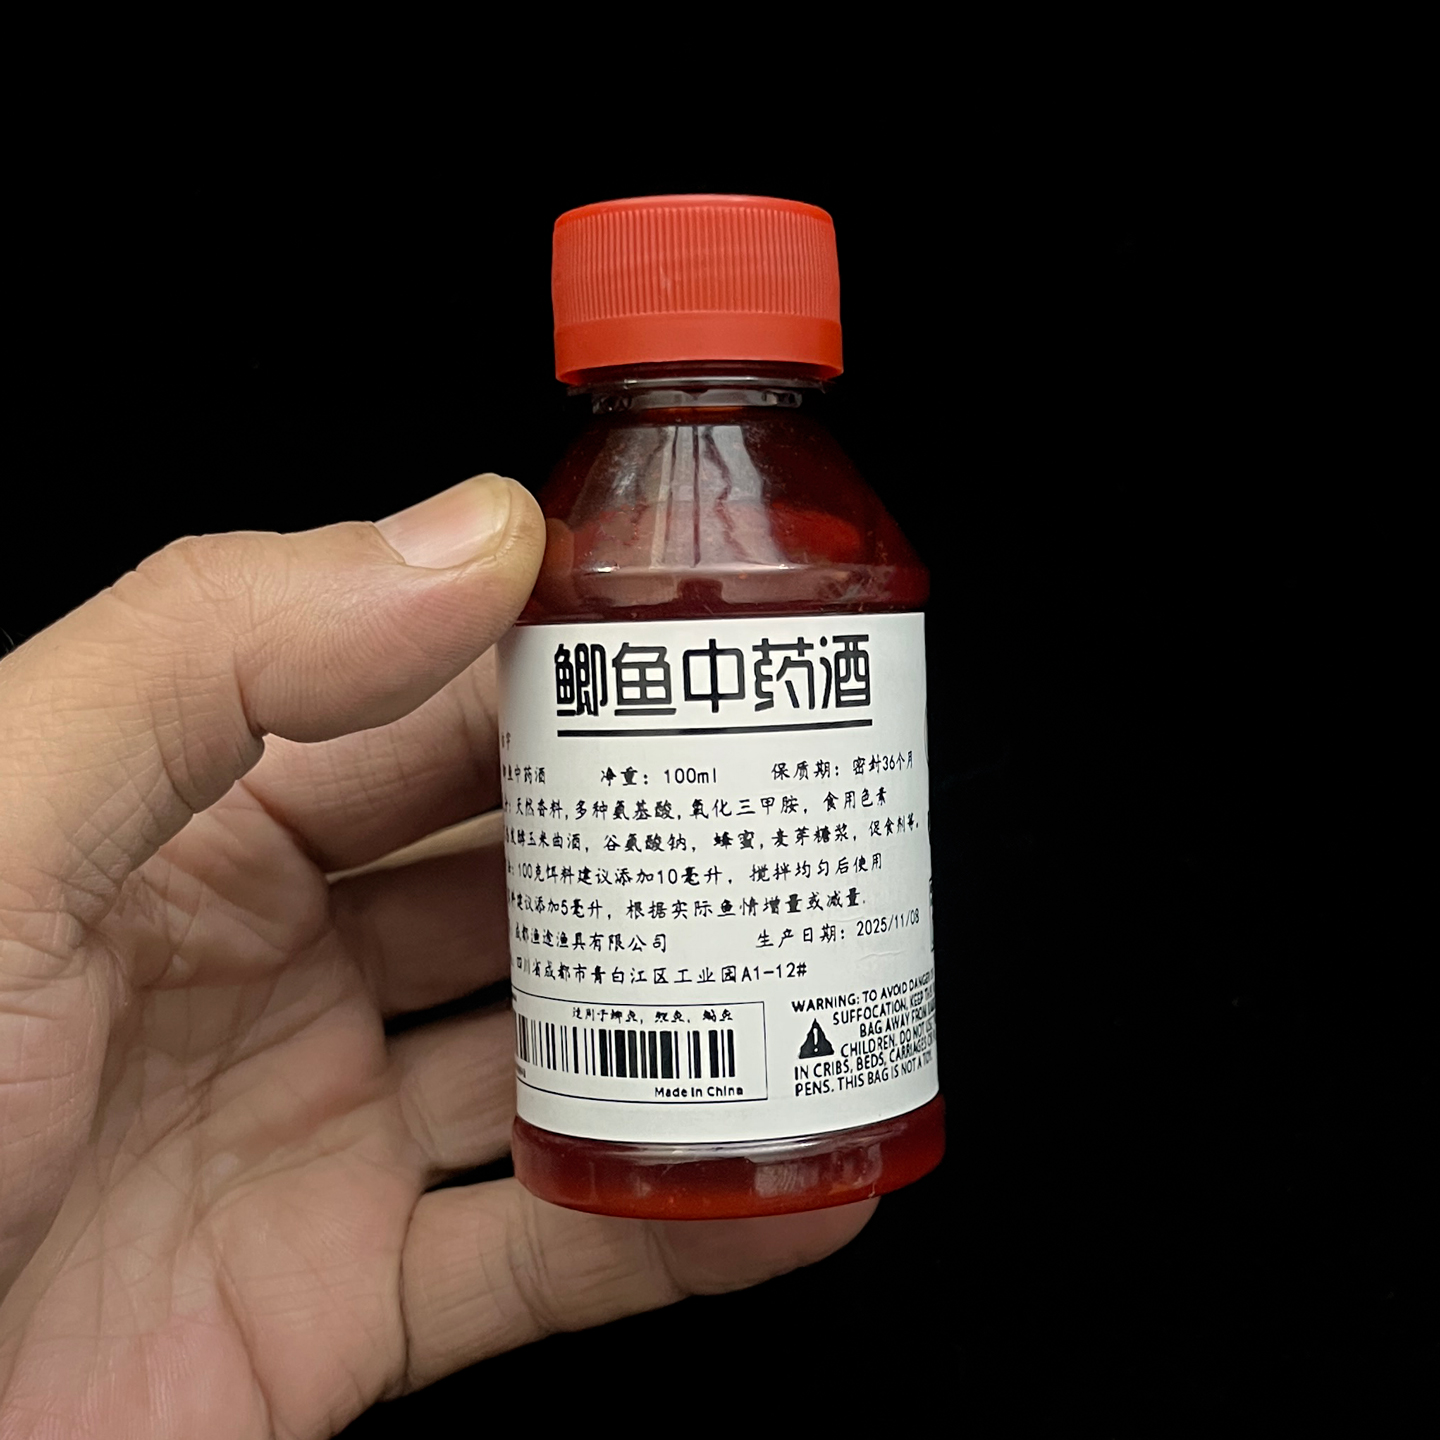 鲫鱼中药酒
鱼中药酒 净重：100ml 保质期：密封36个月
：天然香料,多种氨基酸,氧化三甲胺，食用色素
发酵玉米曲酒，谷氨酸钠，蜂蜜,麦芽糖浆，促食剂等。
：100克饵料建议添加10毫升，搅拌均匀后使用
建议添加5毫升，根据实际鱼情增量或减量.
成都渔途渔具有限公司 生产日期：2025/11/08
四川省成都市青白江区工业园A1-12#
适用于鲫鱼，鲤鱼，鳊鱼
Made In China
WARNING: TO AVOID DANGER
SUFFOCATION, KEEP
BAG AWAY FROM
CHILDREN. DO NOT USE
IN CRIBS, BEDS, CARRIAGES
PENS. THIS BAG IS NOT A TOY